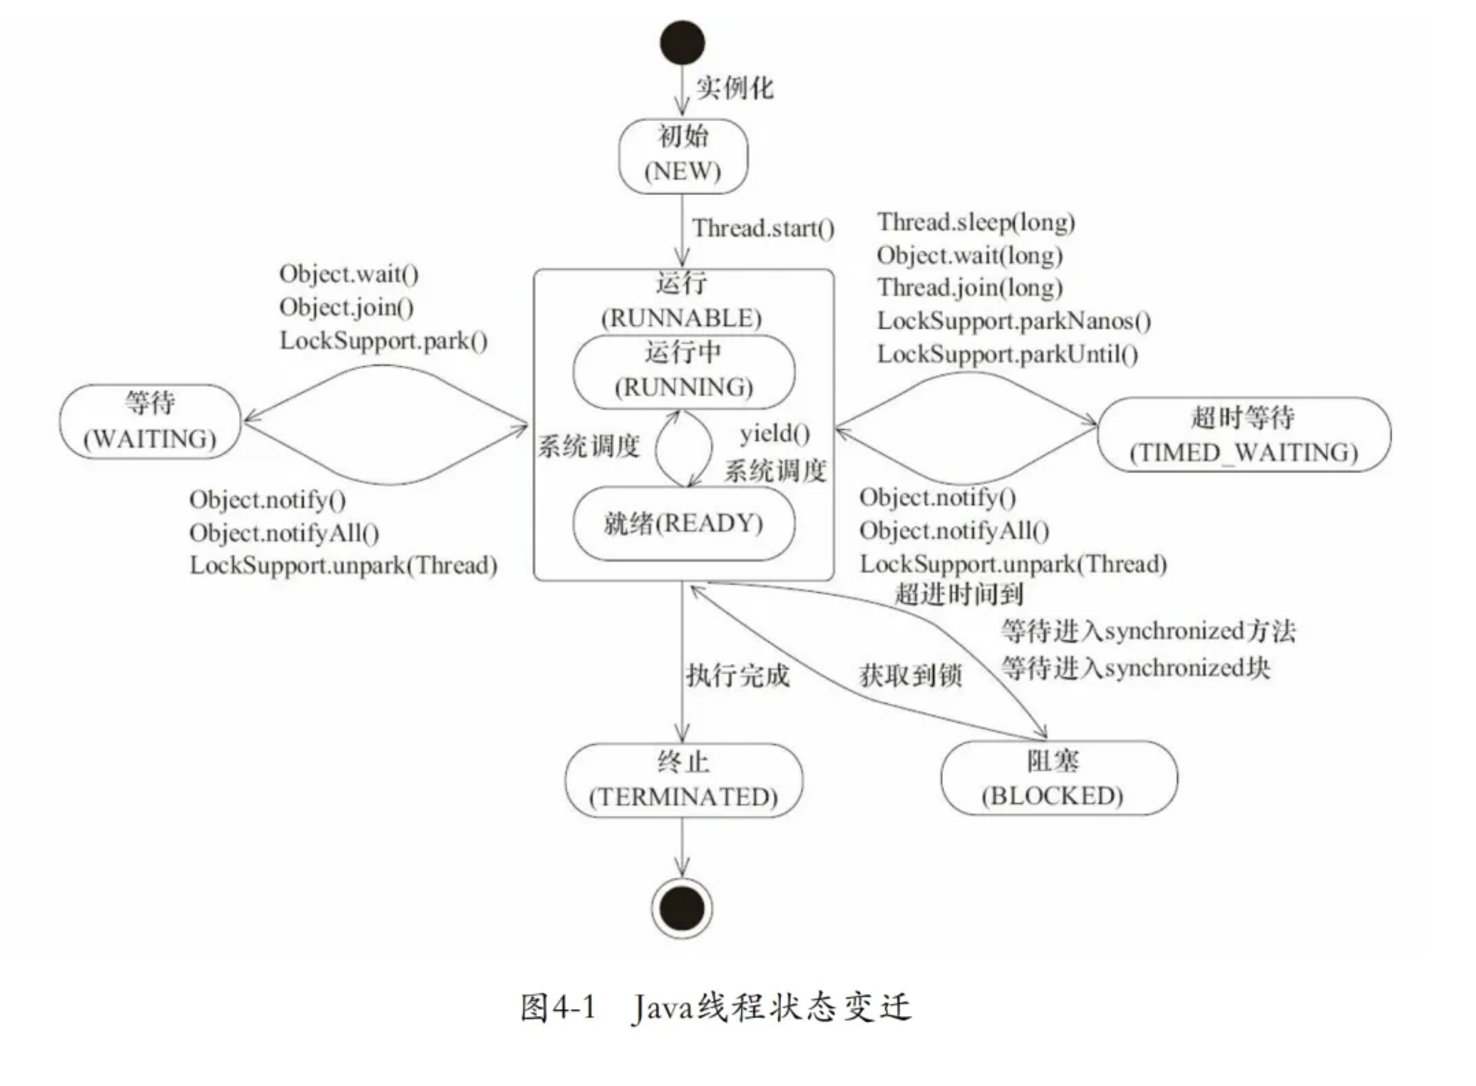 实例化
初始
(NEW)
Thread.start()
Object.wait()
Object.join()
LockSupport.park()
Thread.sleep(long)
Object.wait(long)
Thread.join(long)
LockSupport.parkNanos()
LockSupport.parkUntil()
运行
(RUNNABLE)
运行中
(RUNNING)
等待
(WAITING)
超时等待
(TIMED_WAITING)
系统调度
yield()
系统调度
就绪(READY)
Object.notify()
Object.notifyAll()
LockSupport.unpark(Thread)
Object.notify()
Object.notifyAll()
LockSupport.unpark(Thread)
超进时间到
等待进入synchronized方法
等待进入synchronized块
执行完成
获取到锁
终止
(TERMINATED)
阻塞
(BLOCKED)
图4-1 Java线程状态变迁